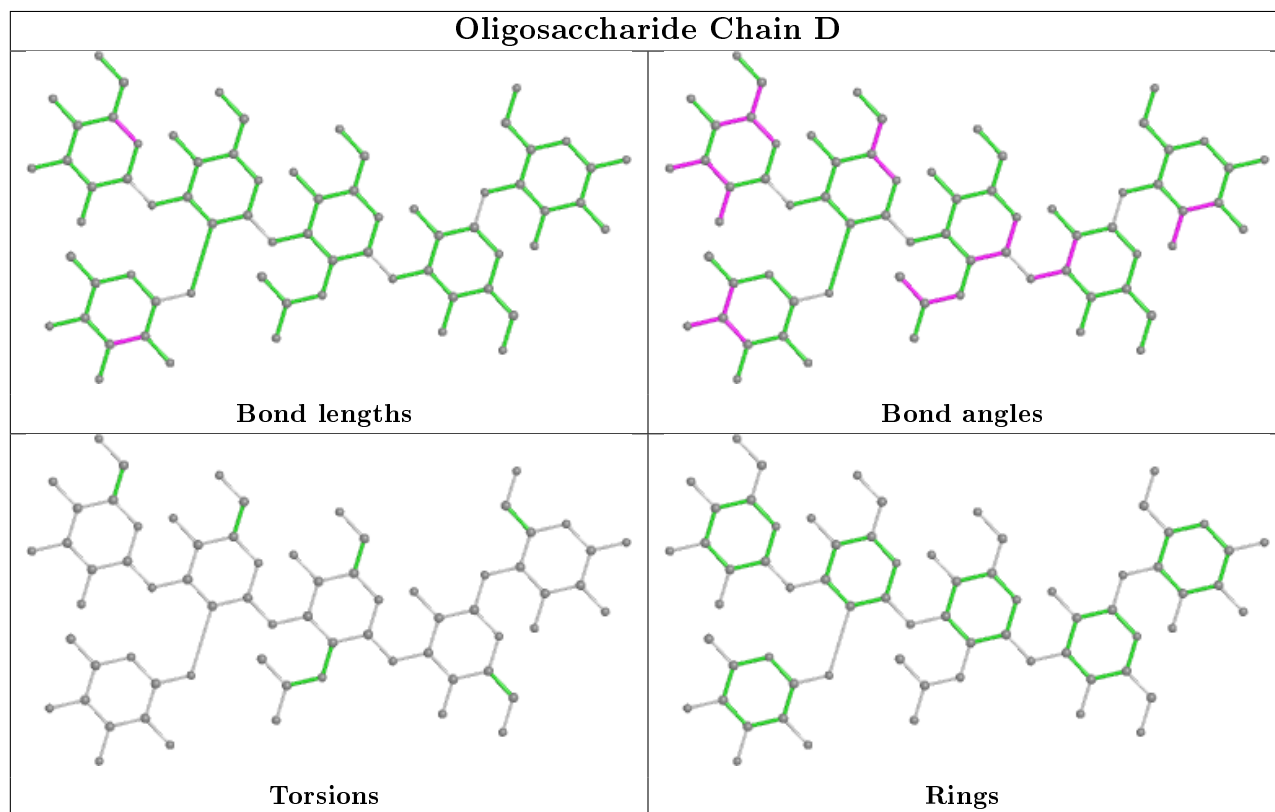 Oligosaccharide Chain D
Bond lengths
Bond angles
Torsions
Rings